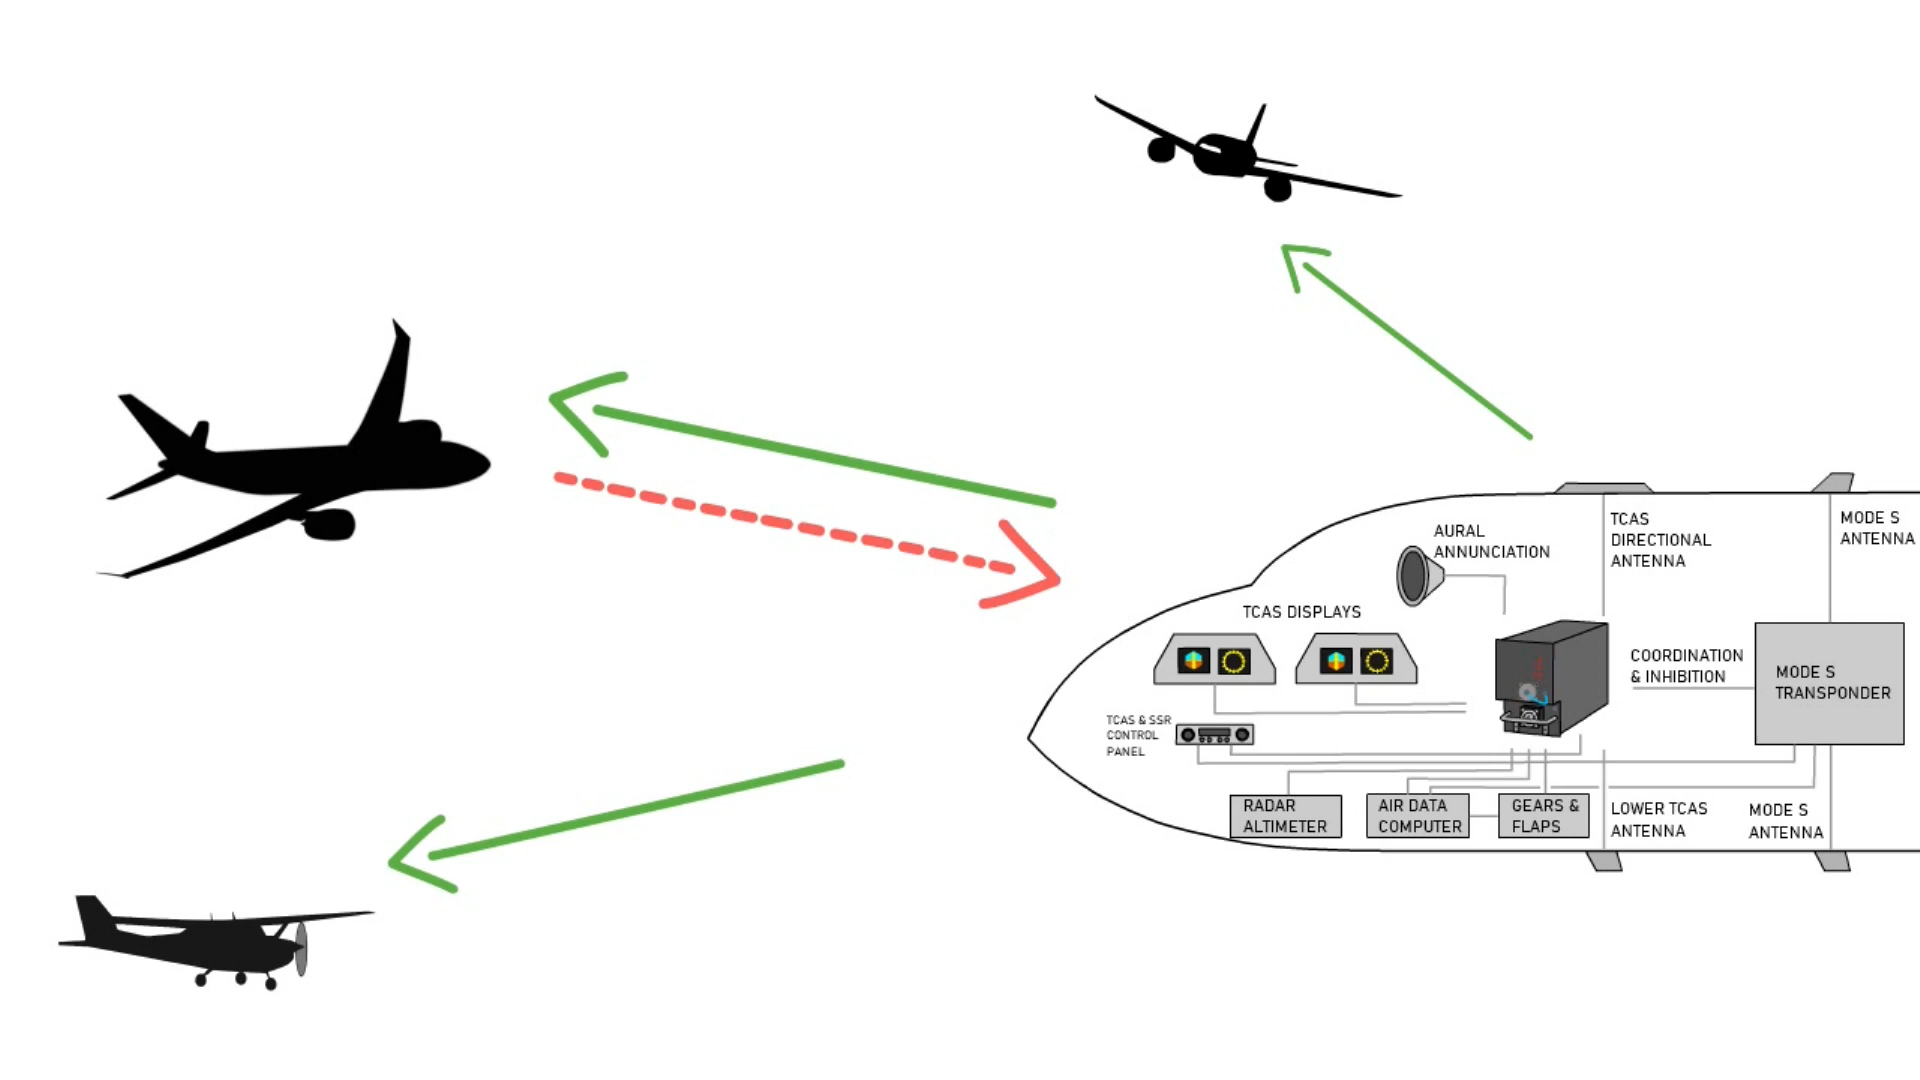 AURAL
ANNUNCIATION
TCAS
DIRECTIONAL
ANTENNA
MODE S
ANTENNA
TCAS DISPLAYS
COORDINATION
& INHIBITION
MODE S
TRANSPONDER
TCAS & SSR
CONTROL
PANEL
RADAR
ALTIMETER
AIR DATA
COMPUTER
GEARS &
FLAPS
LOWER TCAS
ANTENNA
MODE S
ANTENNA